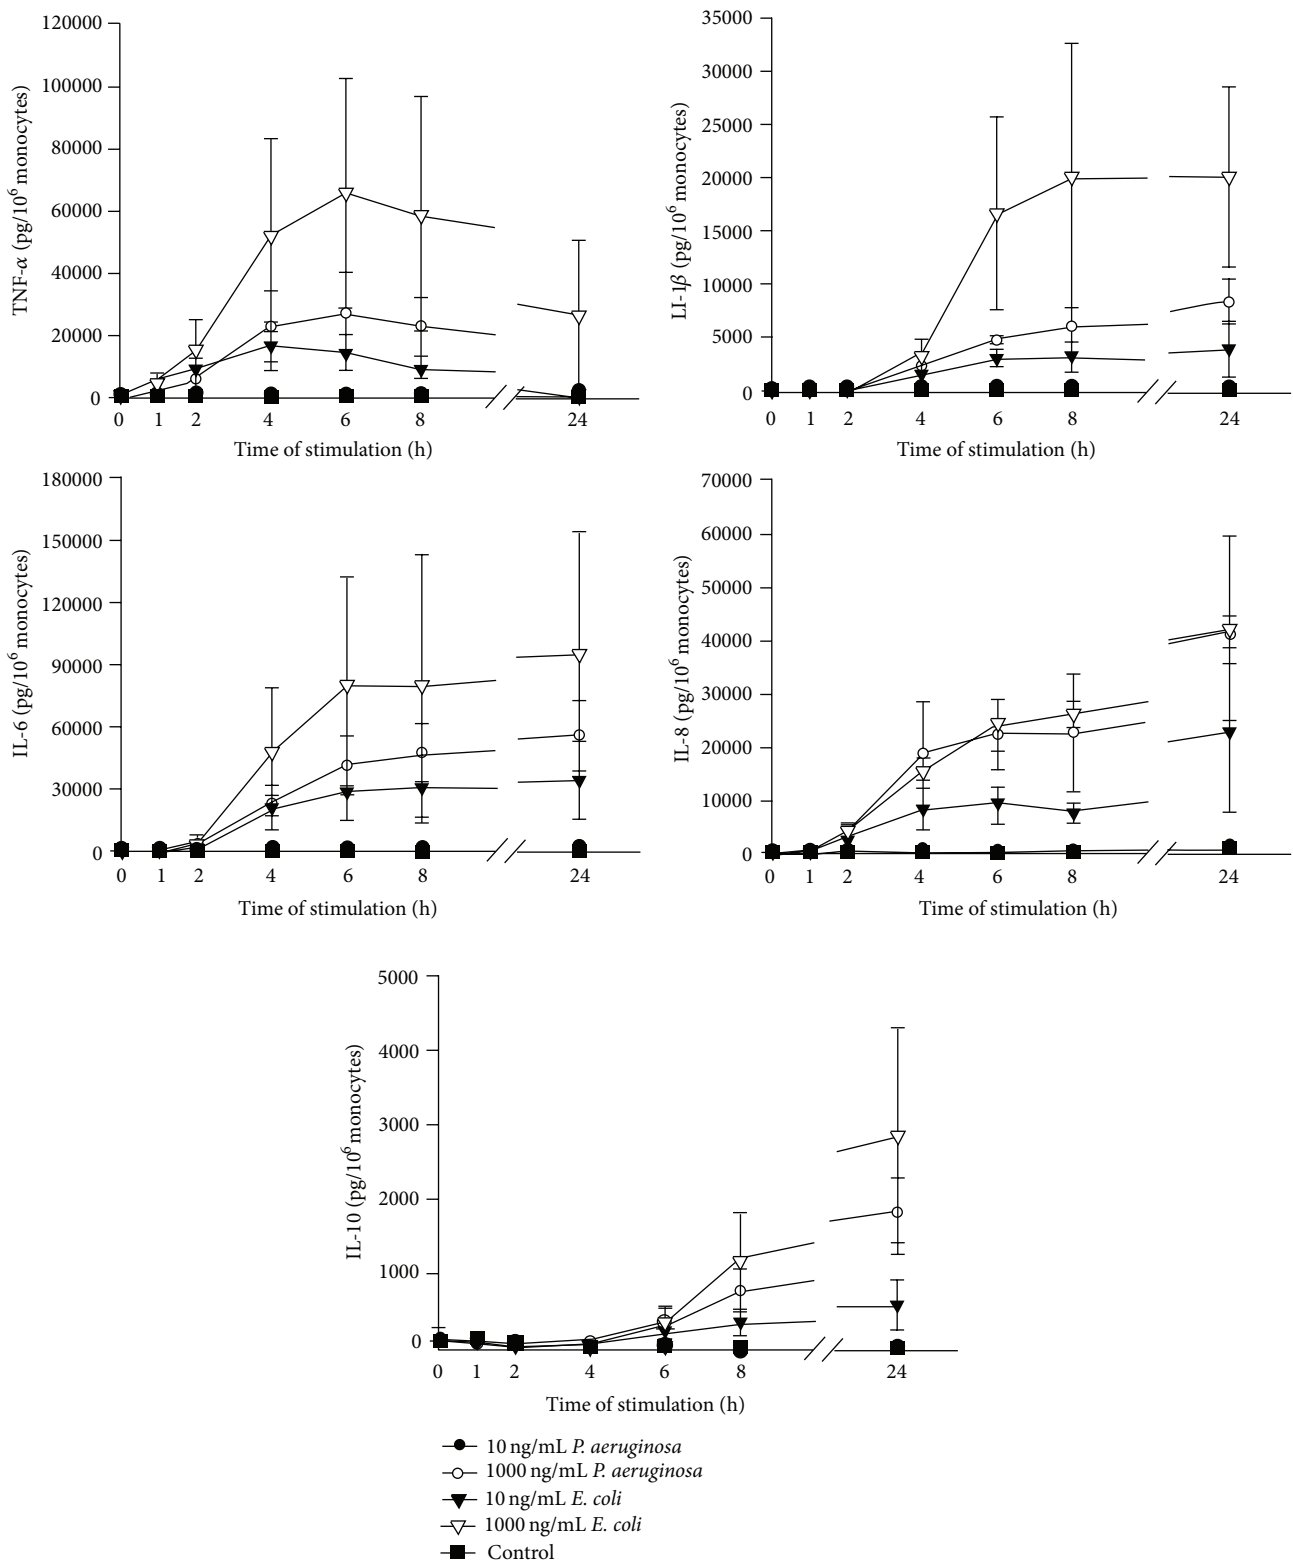 TNF-α (pg/10⁶ monocytes)
120000
100000
80000
60000
40000
20000
0
0 1 2 4 6 8 24
Time of stimulation (h)
LI-1β (pg/10⁶ monocytes)
35000
30000
25000
20000
15000
10000
5000
0
0 1 2 4 6 8 24
Time of stimulation (h)
IL-6 (pg/10⁶ monocytes)
180000
150000
120000
90000
60000
30000
0
0 1 2 4 6 8 24
Time of stimulation (h)
IL-8 (pg/10⁶ monocytes)
70000
60000
50000
40000
30000
20000
10000
0
0 1 2 4 6 8 24
Time of stimulation (h)
IL-10 (pg/10⁶ monocytes)
5000
4000
3000
2000
1000
0
0 1 2 4 6 8 24
Time of stimulation (h)
10 ng/mL P. aeruginosa
1000 ng/mL P. aeruginosa
10 ng/mL E. coli
1000 ng/mL E. coli
Control